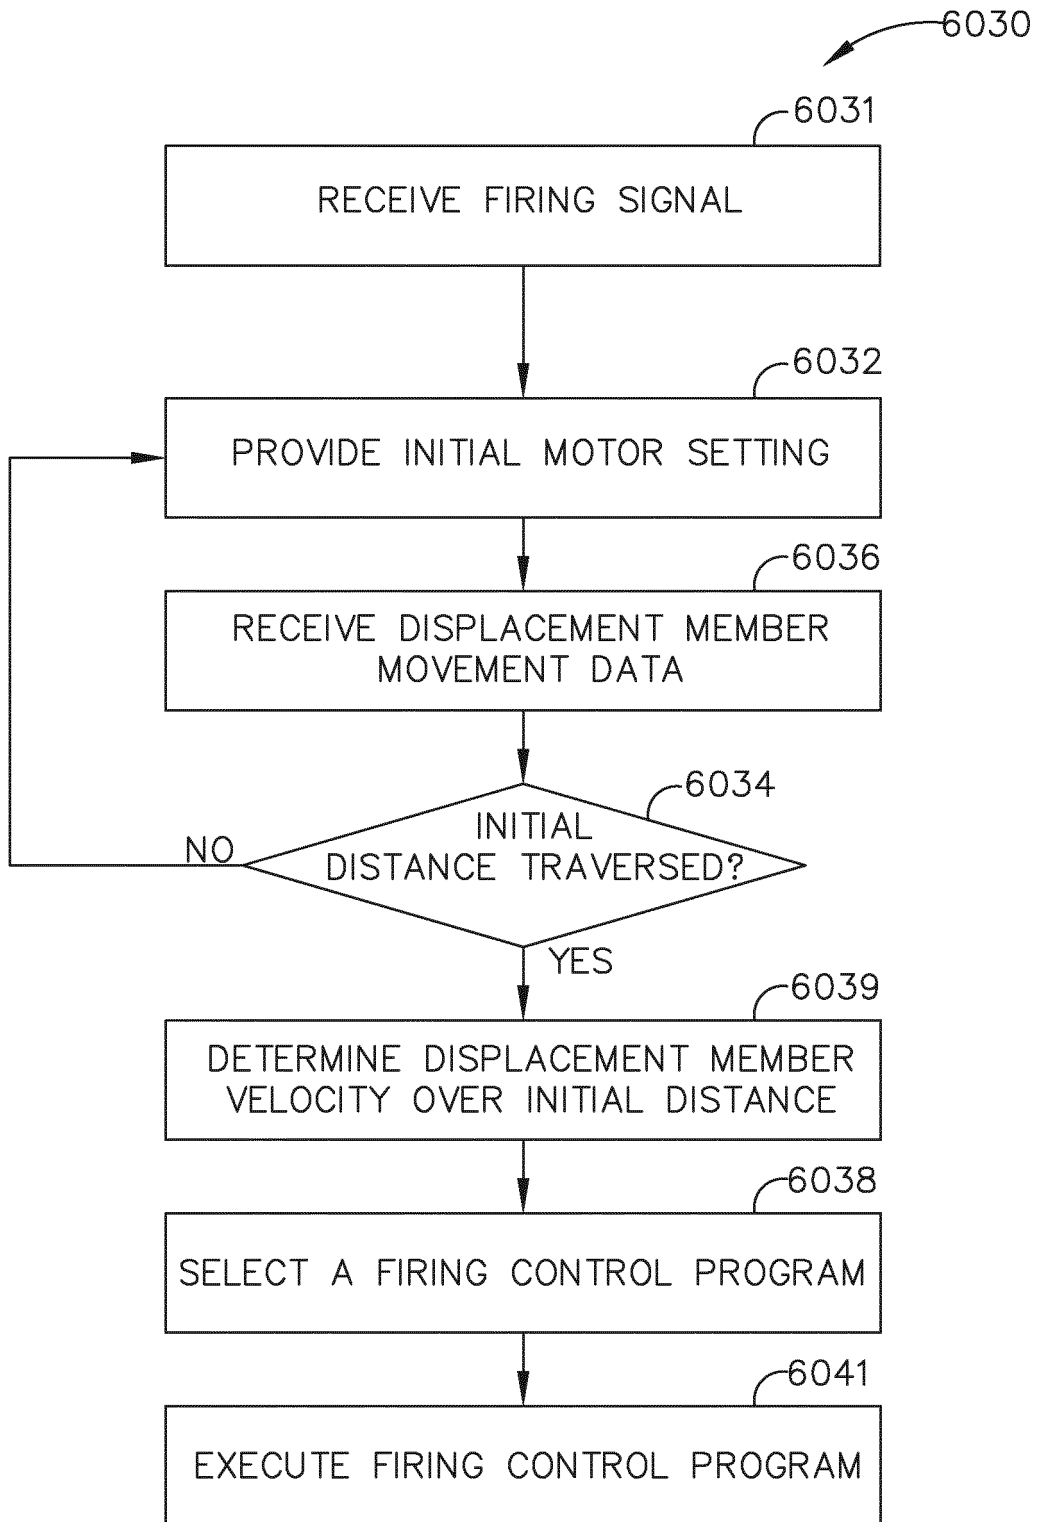 6030
6031
RECEIVE FIRING SIGNAL
6032
PROVIDE INITIAL MOTOR SETTING
6036
RECEIVE DISPLACEMENT MEMBER
MOVEMENT DATA
6034
INITIAL
DISTANCE TRAVERSED?
NO
YES
6039
DETERMINE DISPLACEMENT MEMBER
VELOCITY OVER INITIAL DISTANCE
6038
SELECT A FIRING CONTROL PROGRAM
6041
EXECUTE FIRING CONTROL PROGRAM